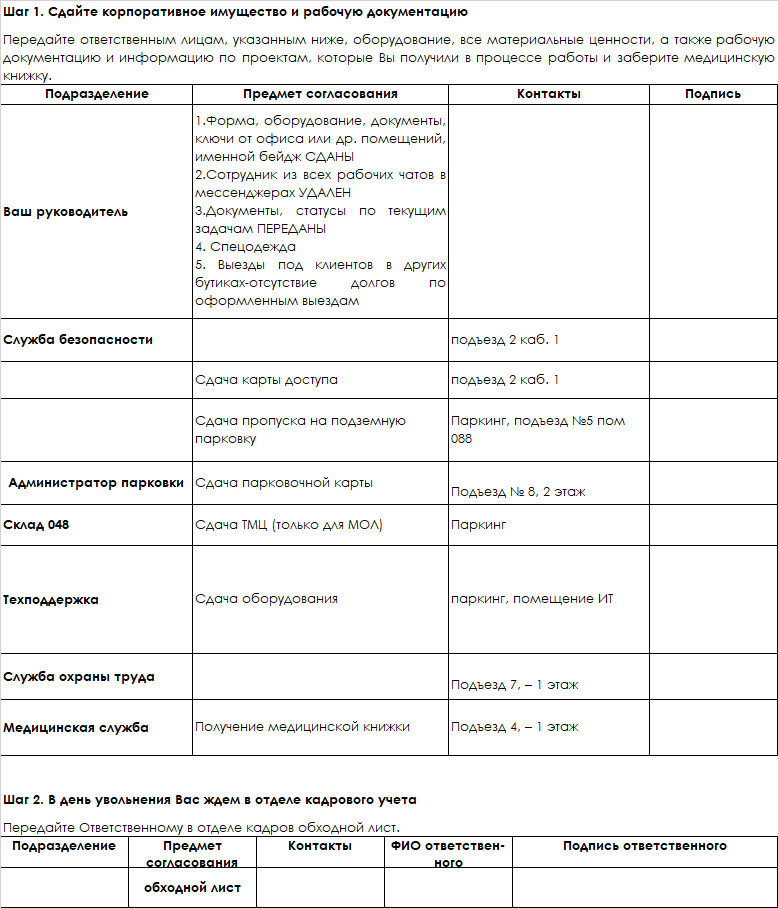 Шаг 1. Сдайте корпоративное имущество и рабочую документацию
Передайте ответственным лицам, указанным ниже, оборудование, все материальные ценности, а также рабочую
документацию и информацию по проектам, которые Вы получили в процессе работы и заберите медицинскую
книжку.
Подразделение Предмет согласования Контакты Подпись
Ваш руководитель
1.Форма, оборудование, документы,
ключи от офиса или др. помещений,
именной бейдж СДАНЫ
2.Сотрудник из всех рабочих чатов в
мессенджерах УДАЛЕН
3.Документы, статусы по текущим
задачам ПЕРЕДАНЫ
4. Спецодежда
5. Выезды под клиентов в других
бутиках-отсутствие долгов по
оформленным выездам
Служба безопасности подъезд 2 каб. 1
Сдача карты доступа подъезд 2 каб. 1
Сдача пропуска на подземную Паркинг, подъезд №5 пом
парковку 088
Администратор парковки Сдача парковочной карты Подъезд № 8, 2 этаж
Склад 048 Сдача ТМЦ (только для МОЛ) Паркинг
Техподдержка Сдача оборудования паркинг, помещение ИТ
Служба охраны труда Подъезд 7, – 1 этаж
Медицинская служба Получение медицинской книжки Подъезд 4, – 1 этаж
Шаг 2. В день увольнения Вас ждем в отделе кадрового учета
Передайте Ответственному в отделе кадров обходной лист.
Подразделение Предмет Контакты ФИО ответствен- Подпись ответственного
согласования ного
обходной лист